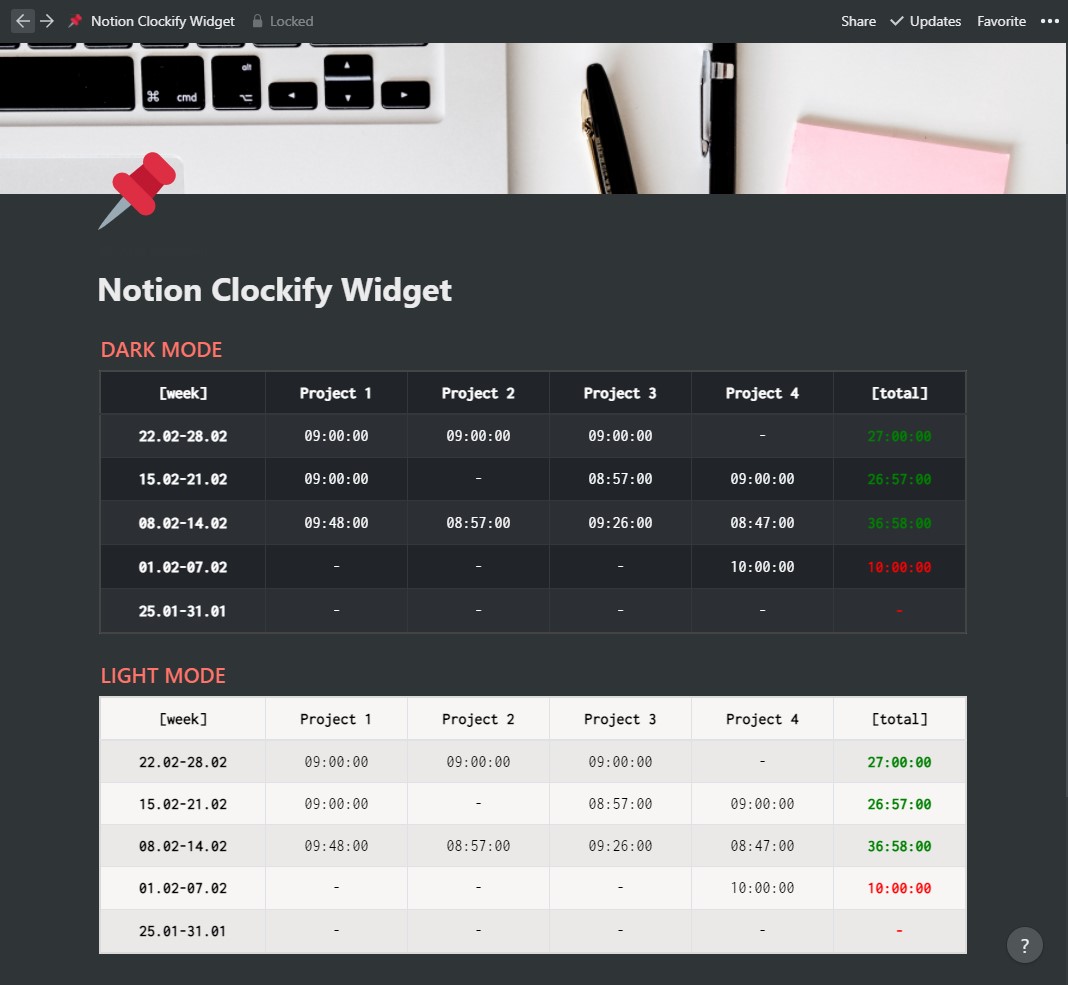 Notion Clockify Widget Locked Share Updates Favorite
alt
⌘ cmd
Notion Clockify Widget
DARK MODE
[week] Project 1 Project 2 Project 3 Project 4 [total]
22.02-28.02 09:00:00 09:00:00 09:00:00 - 27:00:00
15.02-21.02 09:00:00 - 08:57:00 09:00:00 26:57:00
08.02-14.02 09:48:00 08:57:00 09:26:00 08:47:00 36:58:00
01.02-07.02 - - - 10:00:00 10:00:00
25.01-31.01 - - - - -
LIGHT MODE
[week] Project 1 Project 2 Project 3 Project 4 [total]
22.02-28.02 09:00:00 09:00:00 09:00:00 - 27:00:00
15.02-21.02 09:00:00 - 08:57:00 09:00:00 26:57:00
08.02-14.02 09:48:00 08:57:00 09:26:00 08:47:00 36:58:00
01.02-07.02 - - - 10:00:00 10:00:00
25.01-31.01 - - - - -
?